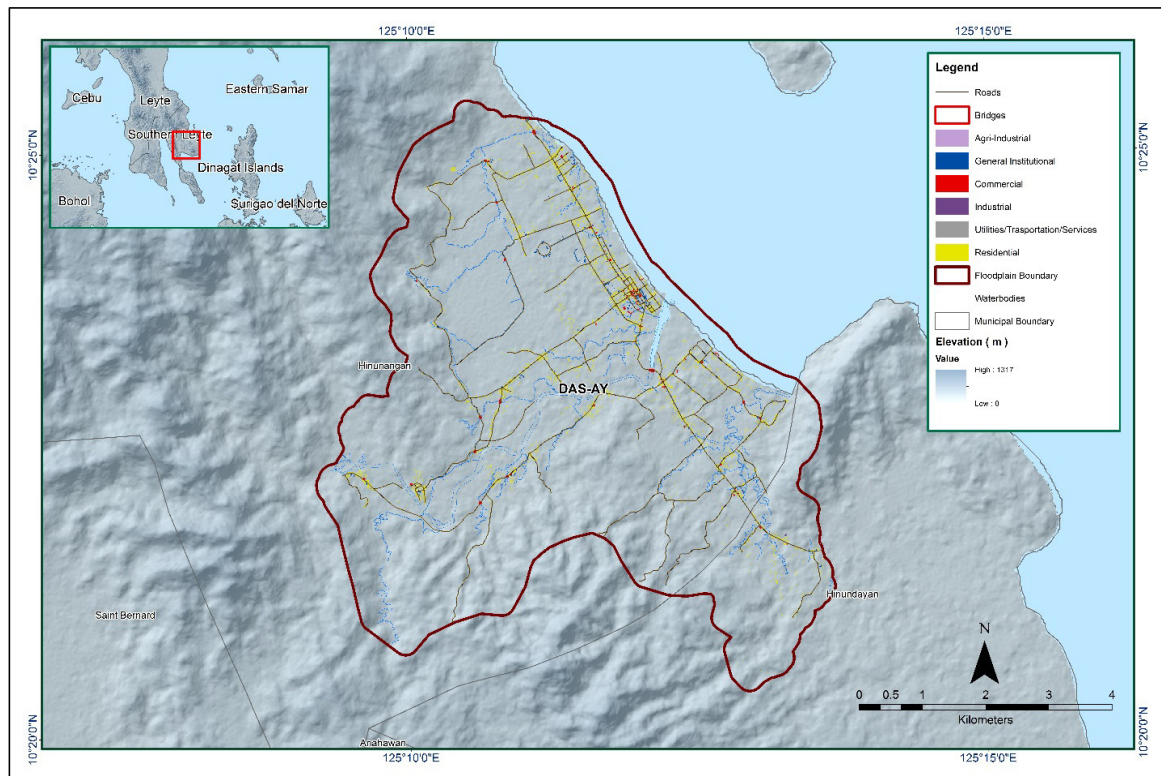 125°10'0"E
125°15'0"E
Cebu
Leyte
Eastern Samar
Southern Leyte
Dinagat Islands
Bohol
Surigao del Norte
10°25'0"N
10°25'0"N
Legend
Roads
Bridges
Agri-Industrial
General Institutional
Commercial
Industrial
Utilities/Trasportation/Services
Residential
Floodplain Boundary
Waterbodies
Municipal Boundary
Elevation ( m )
Value
High : 1317
Low : 0
Hinunangan
DAS-AY
Saint Bernard
Hinundayan
Anahawan
N
0 0.5 1 2 3 4
Kilometers
10°20'0"N
10°20'0"N
125°10'0"E
125°15'0"E